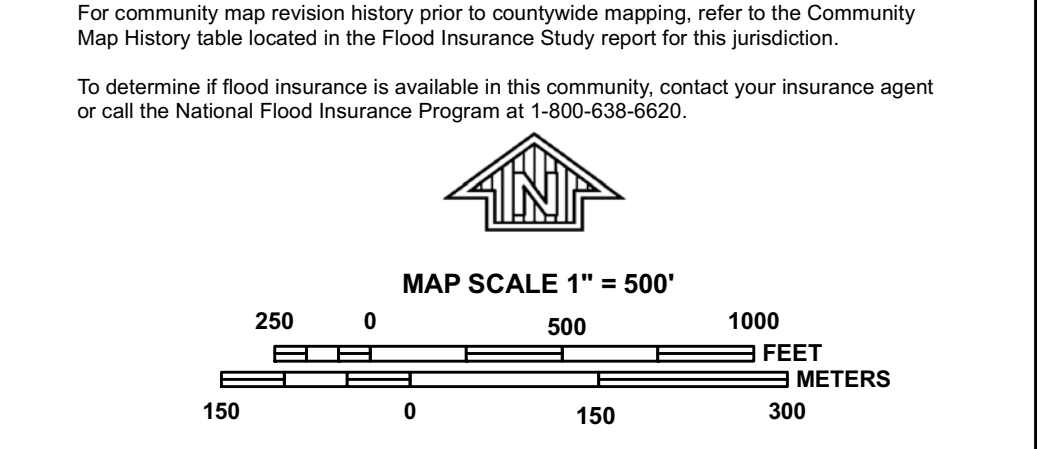 For community map revision history prior to countywide mapping, refer to the Community
Map History table located in the Flood Insurance Study report for this jurisdiction.
To determine if flood insurance is available in this community, contact your insurance agent
or call the National Flood Insurance Program at 1-800-638-6620.
N
MAP SCALE 1" = 500'
250 0 500 1000
FEET
METERS
150 0 150 300